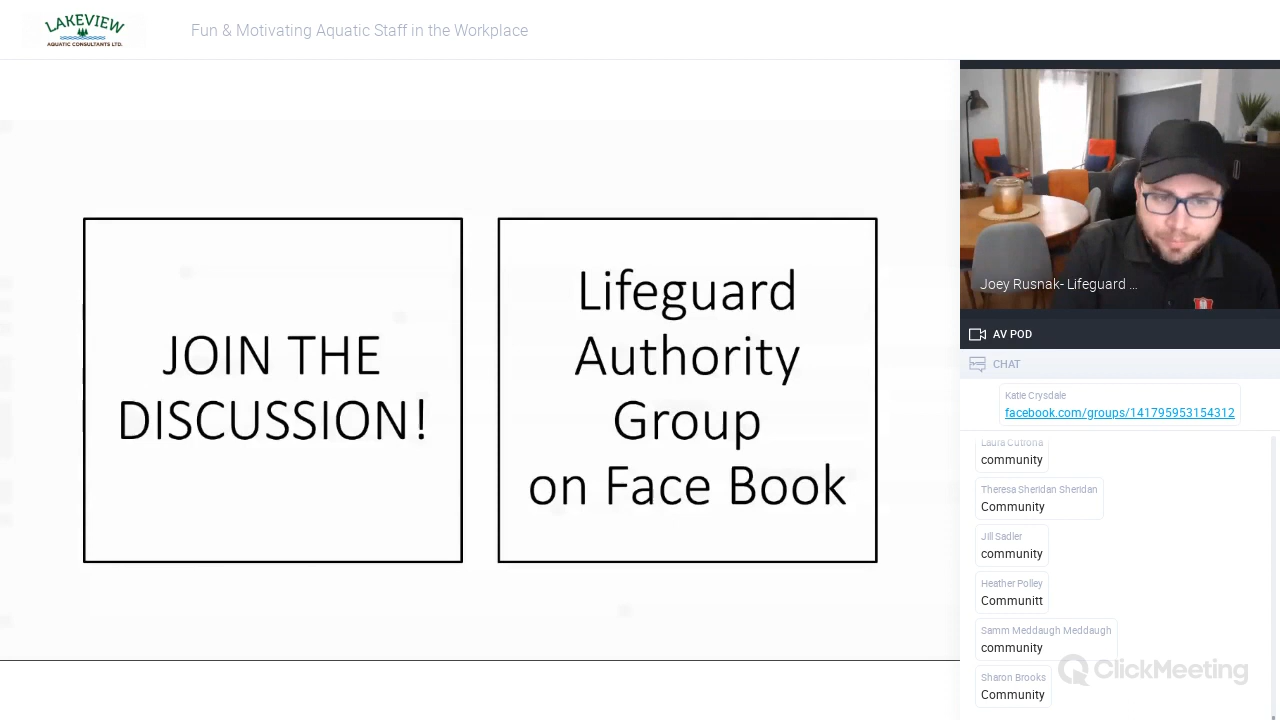 LAKEVIEW
AQUATIC CONSULTANTS LTD.
Fun & Motivating Aquatic Staff in the Workplace
JOIN THE
DISCUSSION!
Lifeguard
Authority
Group
on Face Book
Joey Rusnak- Lifeguard ...
AV POD
CHAT
Katie Crysdale
facebook.com/groups/141795953154312
Laura Cutrona
community
Theresa Sheridan Sheridan
Community
Jill Sadler
community
Heather Polley
Communitt
Samm Meddaugh Meddaugh
community
Sharon Brooks
Community
ClickMeeting